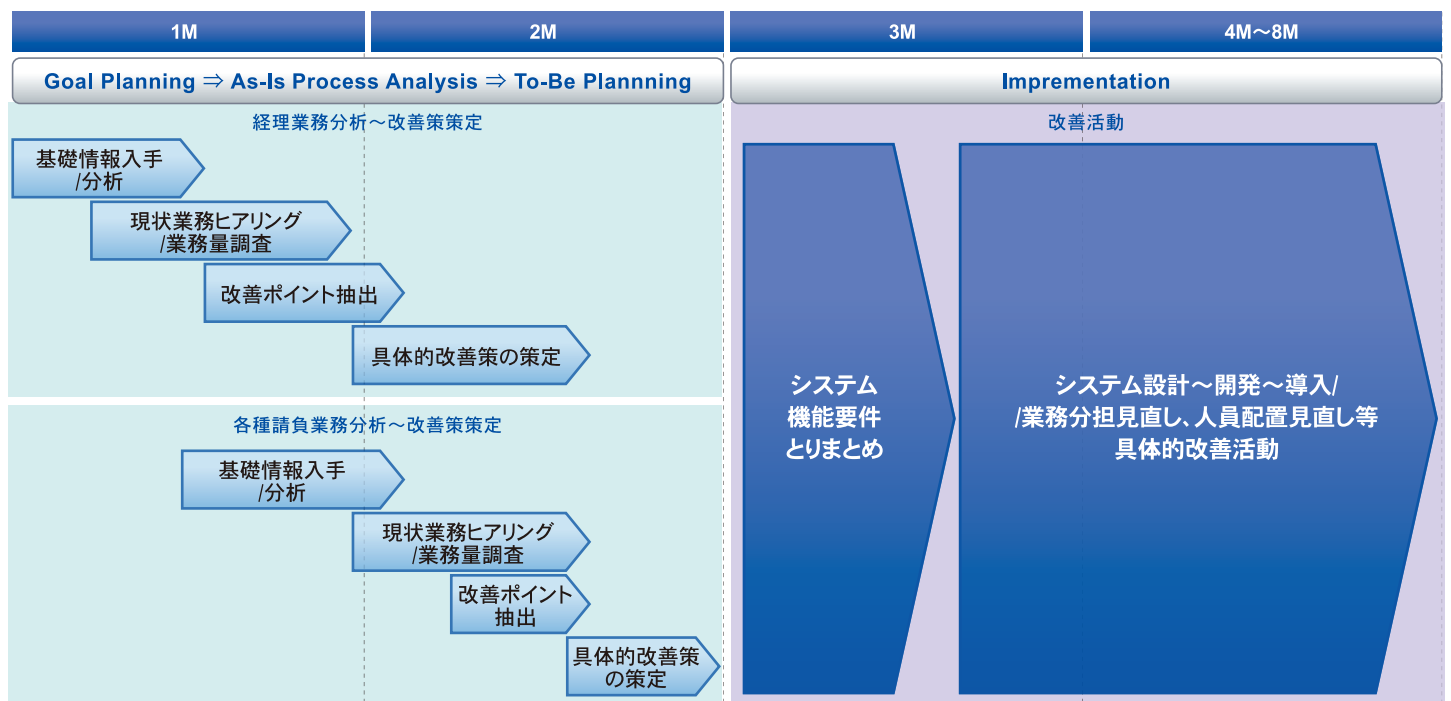 1M
2M
3M
4M～8M
Goal Planning ⇒ As-Is Process Analysis ⇒ To-Be Plannning
Imprementation
経理業務分析～改善策策定
基礎情報入手
/分析
現状業務ヒアリング
/業務量調査
改善ポイント抽出
具体的改善策の策定
各種請負業務分析～改善策策定
基礎情報入手
/分析
現状業務ヒアリング
/業務量調査
改善ポイント
抽出
具体的改善策
の策定
改善活動
システム
機能要件
とりまとめ
システム設計～開発～導入/
/業務分担見直し、人員配置見直し等
具体的改善活動